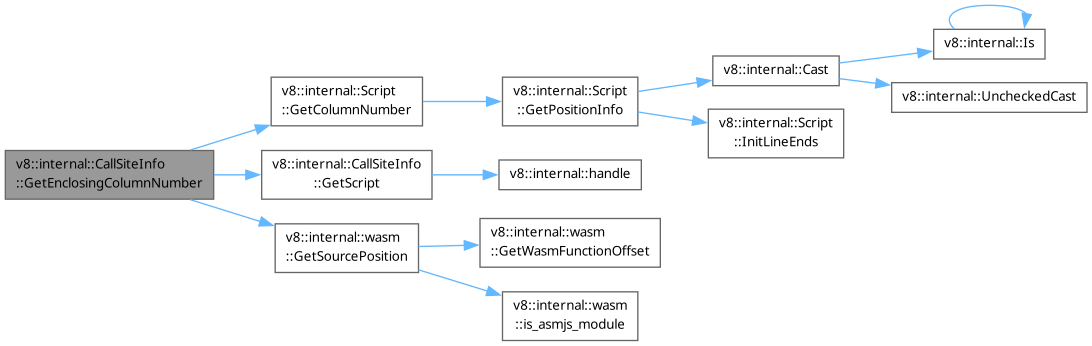 v8::internal::CallSiteInfo
::GetEnclosingColumnNumber
v8::internal::Script
::GetColumnNumber
v8::internal::Script
::GetPositionInfo
v8::internal::Cast
v8::internal::Is
v8::internal::UncheckedCast
v8::internal::Script
::InitLineEnds
v8::internal::CallSiteInfo
::GetScript
v8::internal::handle
v8::internal::wasm
::GetSourcePosition
v8::internal::wasm
::GetWasmFunctionOffset
v8::internal::wasm
::is_asmjs_module